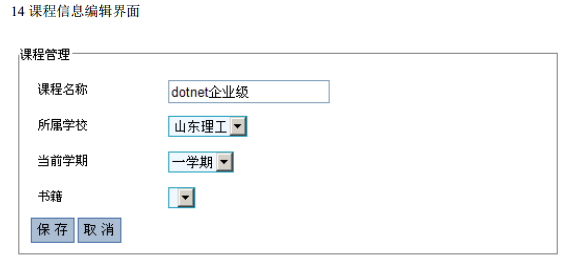 14 课程信息编辑界面
课程管理
课程名称 dotnet企业级
所属学校 山东理工
当前学期 一学期
书籍
保存 取消